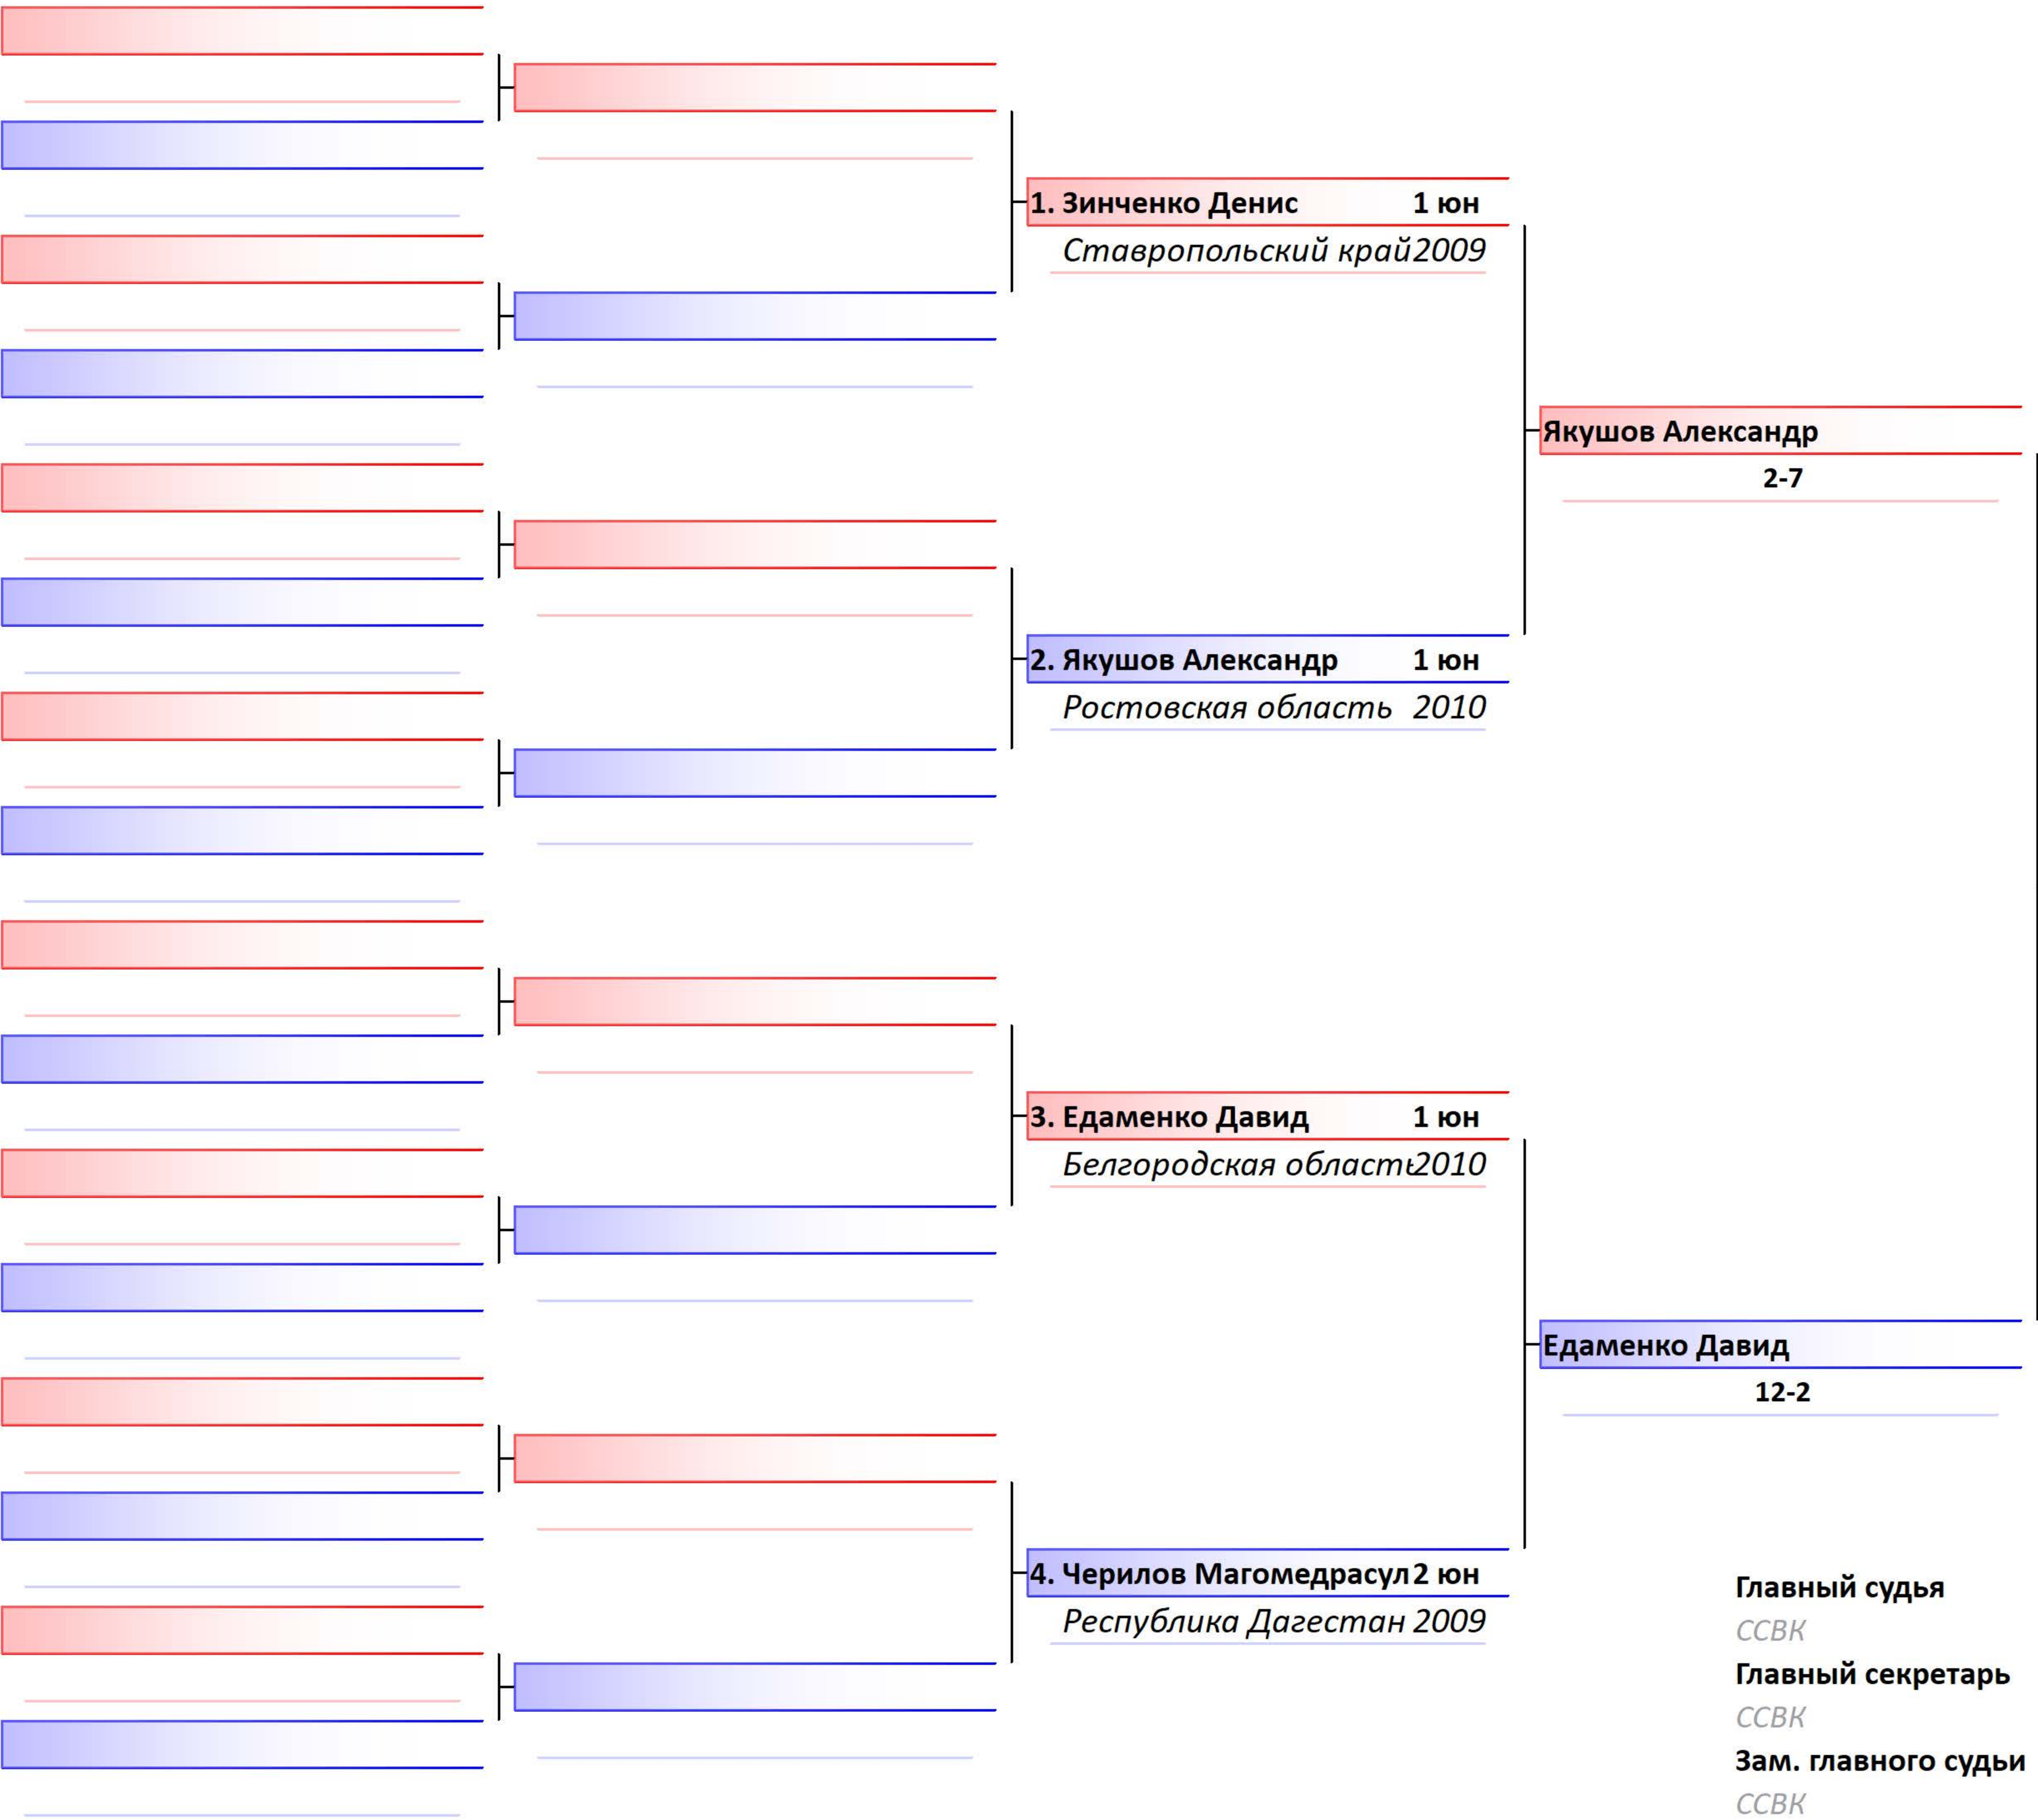 1. Зинченко Денис 1 юн
Ставропольский край 2009
Якушов Александр
2-7
2. Якушов Александр 1 юн
Ростовская область 2010
3. Едаменко Давид 1 юн
Белгородская область 2010
Едаменко Давид
12-2
4. Черилов Магомедрасул 2 юн
Республика Дагестан 2009
Главный судья
ССВК
Главный секретарь
ССВК
Зам. главного судьи
ССВК